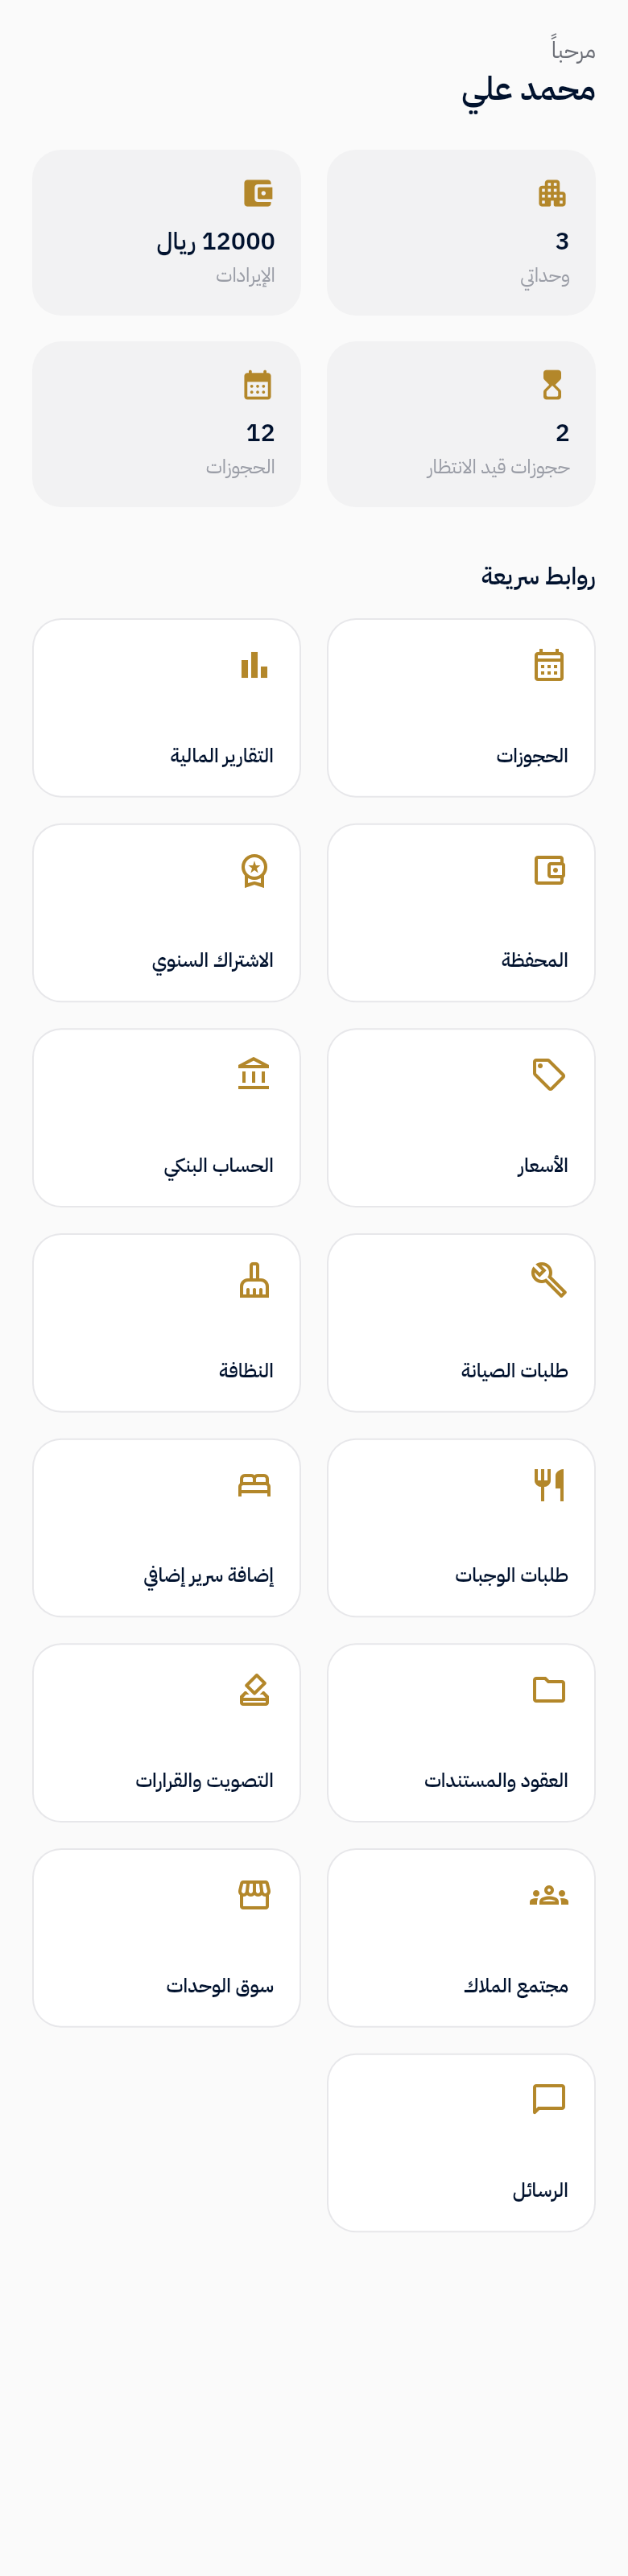 مرحباً
محمد علي
3
وحداتي
12000 ريال
الإيرادات
2
حجوزات قيد الانتظار
12
الحجوزات
روابط سريعة
الحجوزات
التقارير المالية
المحفظة
الاشتراك السنوي
الأسعار
الحساب البنكي
طلبات الصيانة
النظافة
طلبات الوجبات
إضافة سرير إضافي
العقود والمستندات
التصويت والقرارات
مجتمع الملاك
سوق الوحدات
الرسائل